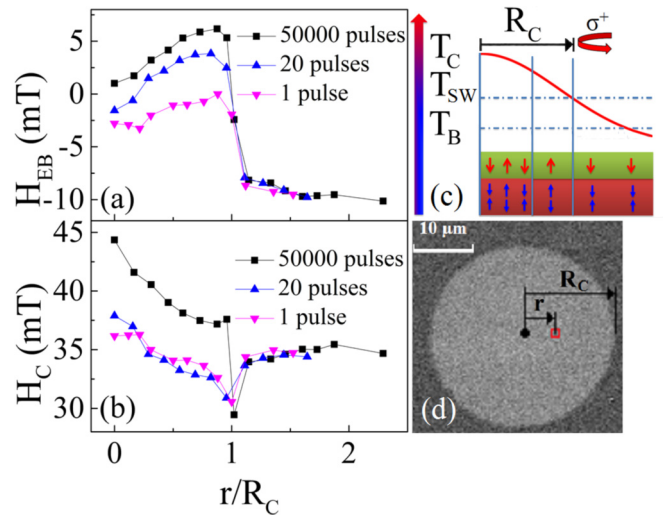 5
0
-5
-10
H_EB (mT)
50000 pulses
20 pulses
1 pulse
(a)
45
40
35
30
H_C (mT)
50000 pulses
20 pulses
1 pulse
(b)
0
1
2
r/R_C
T_C
T_SW
T_B
R_C
σ⁺
(c)
10 µm
R_C
r
(d)